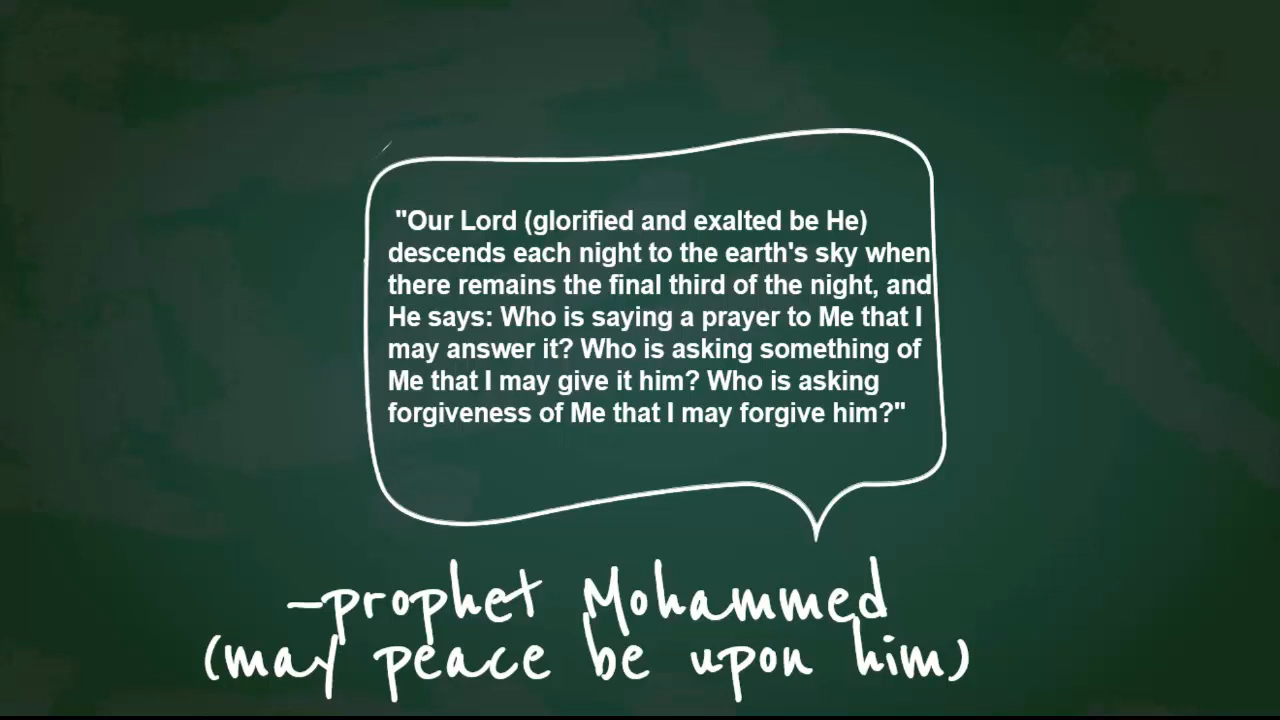 "Our Lord (glorified and exalted be He)
descends each night to the earth's sky when
there remains the final third of the night, and
He says: Who is saying a prayer to Me that I
may answer it? Who is asking something of
Me that I may give it him? Who is asking
forgiveness of Me that I may forgive him?"
-prophet Mohammed
(may peace be upon him)